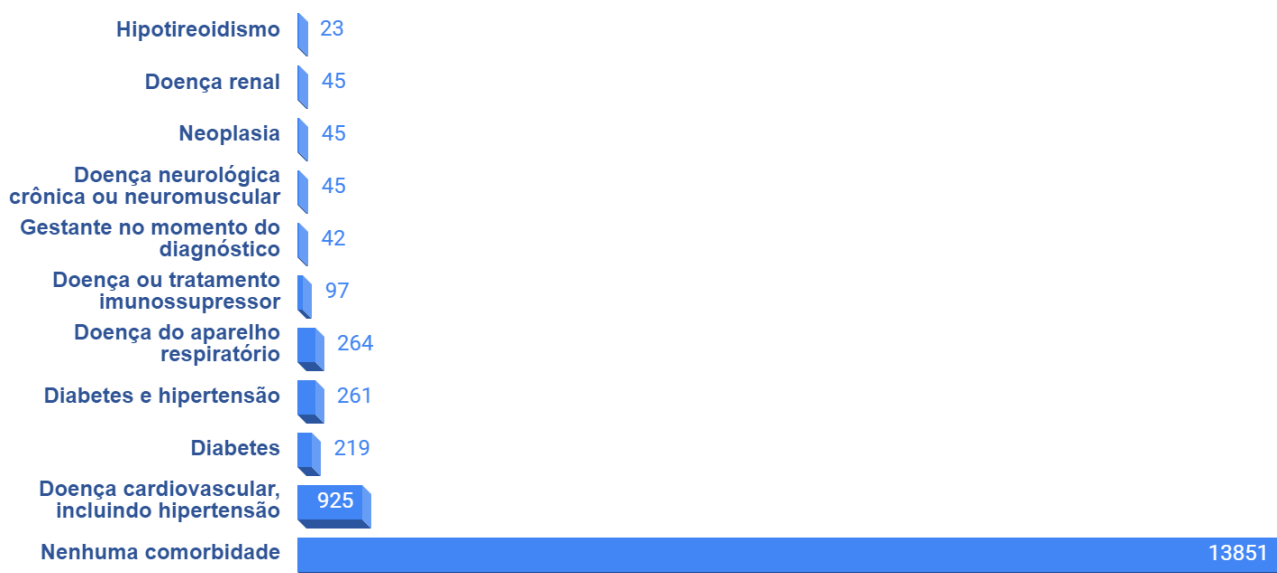 Hipotireoidismo 23
Doença renal 45
Neoplasia 45
Doença neurológica
crônica ou neuromuscular 45
Gestante no momento do
diagnóstico 42
Doença ou tratamento
imunossupressor 97
Doença do aparelho
respiratório 264
Diabetes e hipertensão 261
Diabetes 219
Doença cardiovascular,
incluindo hipertensão 925
Nenhuma comorbidade 13851